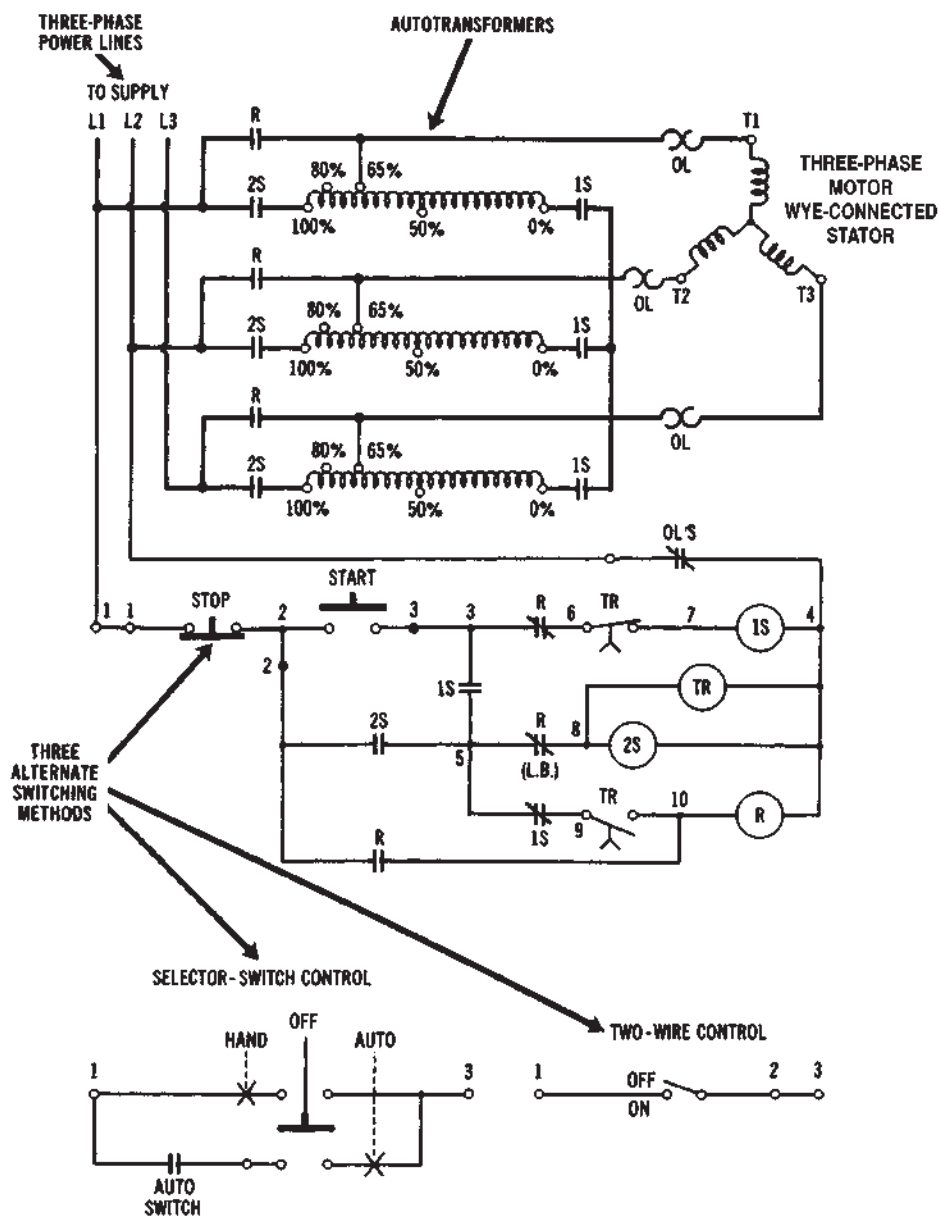 THREE-PHASE
POWER LINES
AUTOTRANSFORMERS
TO SUPPLY
L1 L2 L3
R
OL
T1
THREE-PHASE
MOTOR
WYE-CONNECTED
STATOR
80% 65%
2S
1S
100%
50%
0%
R
OL
T2
T3
80% 65%
2S
1S
100%
50%
0%
R
OL
80% 65%
2S
1S
100%
50%
0%
OL'S
START
STOP
1 1
2
3
3
R
6
TR
7
1S
4
2
1S
TR
2S
5
R
(L.B.)
8
2S
THREE
ALTERNATE
SWITCHING
METHODS
1S
9
TR
10
R
R
SELECTOR-SWITCH CONTROL
OFF
HAND
AUTO
1
3
AUTO
SWITCH
TWO-WIRE CONTROL
1
OFF
ON
2
3